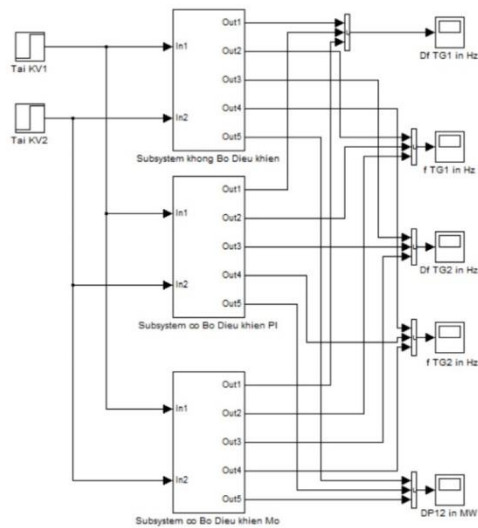 Tai KV1
Tai KV2
In1
In2
Out1
Out2
Out3
Out4
Out5
Subsystem khong Bo Dieu khien
In1
In2
Out1
Out2
Out3
Out4
Out5
Subsystem co Bo Dieu khien PI
In1
In2
Out1
Out2
Out3
Out4
Out5
Subsystem co Bo Dieu khien Mo
Df TG1 in Hz
f TG1 in Hz
Df TG2 in Hz
f TG2 in Hz
DP12 in MW